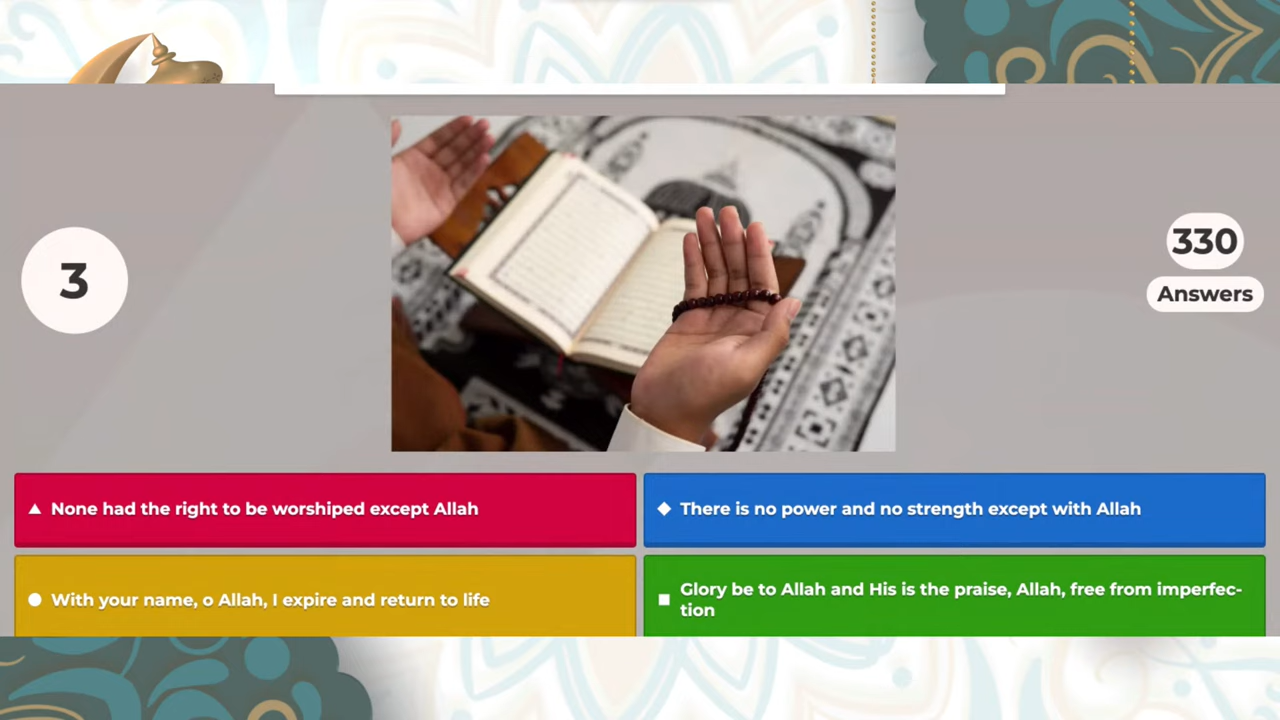 3
330
Answers
None had the right to be worshiped except Allah
There is no power and no strength except with Allah
With your name, o Allah, I expire and return to life
Glory be to Allah and His is the praise, Allah, free from imperfec-
tion